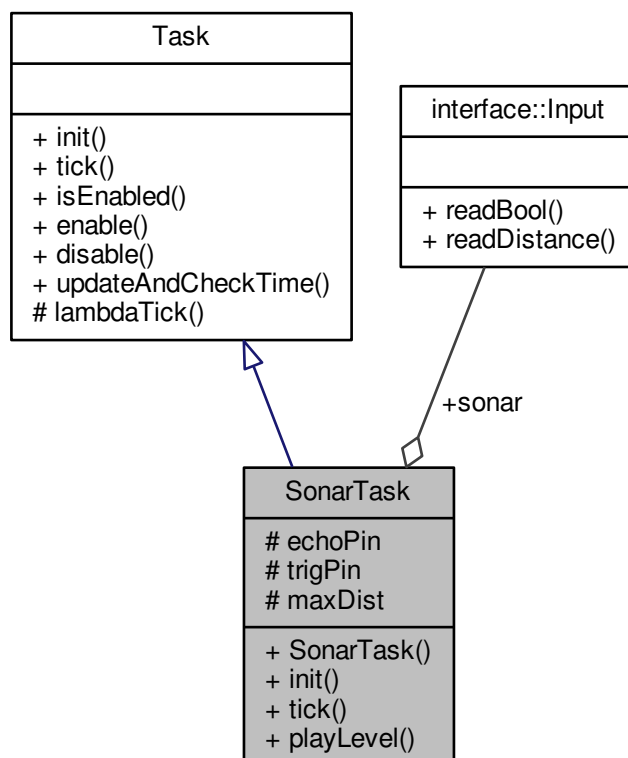 Task
+ init()
+ tick()
+ isEnabled()
+ enable()
+ disable()
+ updateAndCheckTime()
# lambdaTick()
interface::Input
+ readBool()
+ readDistance()
+sonar
SonarTask
# echoPin
# trigPin
# maxDist
+ SonarTask()
+ init()
+ tick()
+ playLevel()